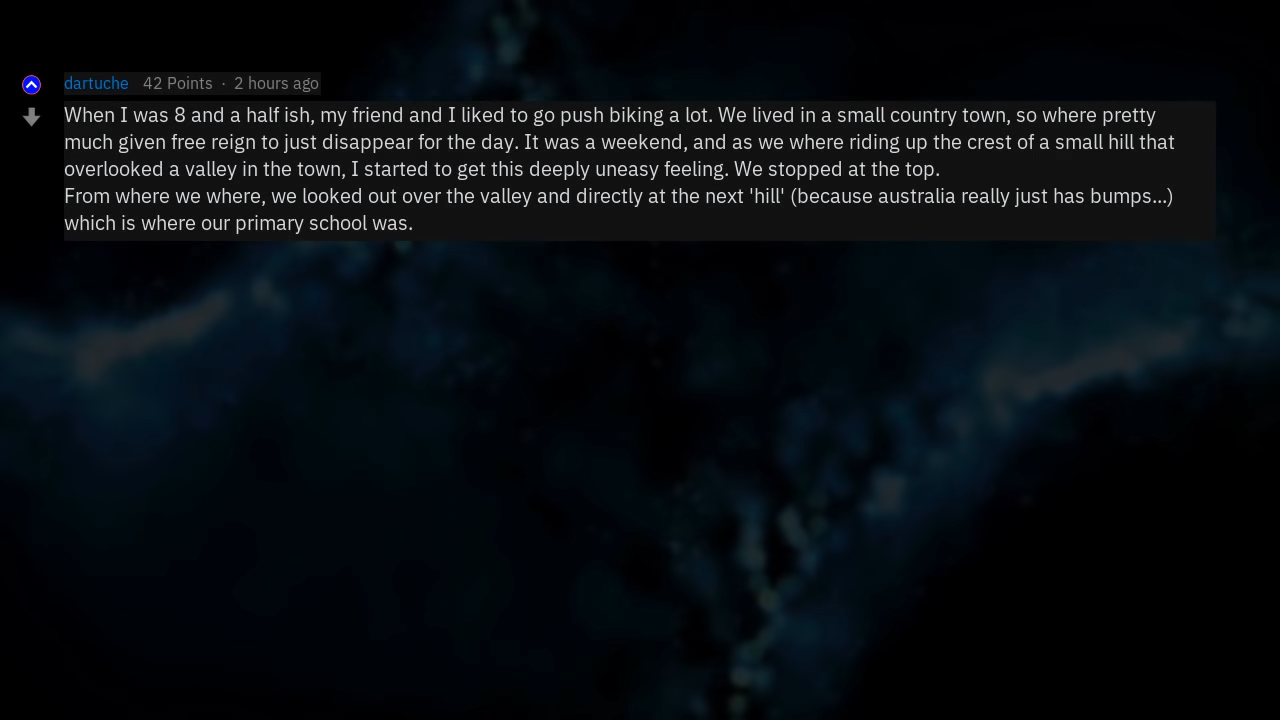 dartuche 42 Points · 2 hours ago
When I was 8 and a half ish, my friend and I liked to go push biking a lot. We lived in a small country town, so where pretty
much given free reign to just disappear for the day. It was a weekend, and as we where riding up the crest of a small hill that
overlooked a valley in the town, I started to get this deeply uneasy feeling. We stopped at the top.
From where we where, we looked out over the valley and directly at the next 'hill' (because australia really just has bumps...)
which is where our primary school was.